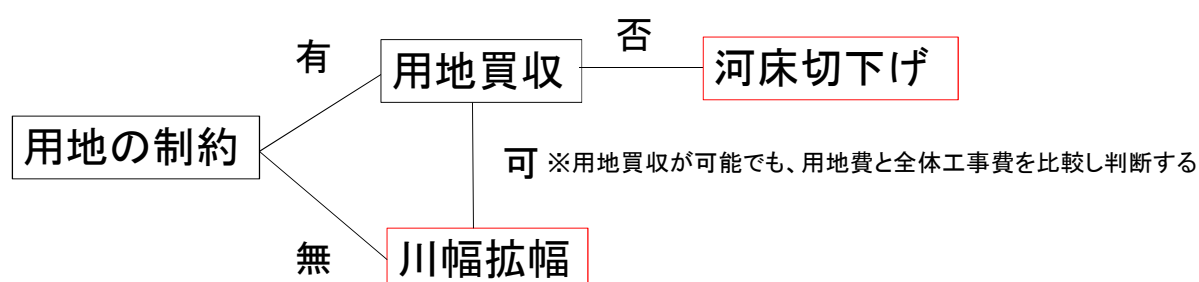 否
有
用地買収
河床切下げ
用地の制約
可 ※用地買収が可能でも、用地費と全体工事費を比較し判断する
無
川幅拡幅